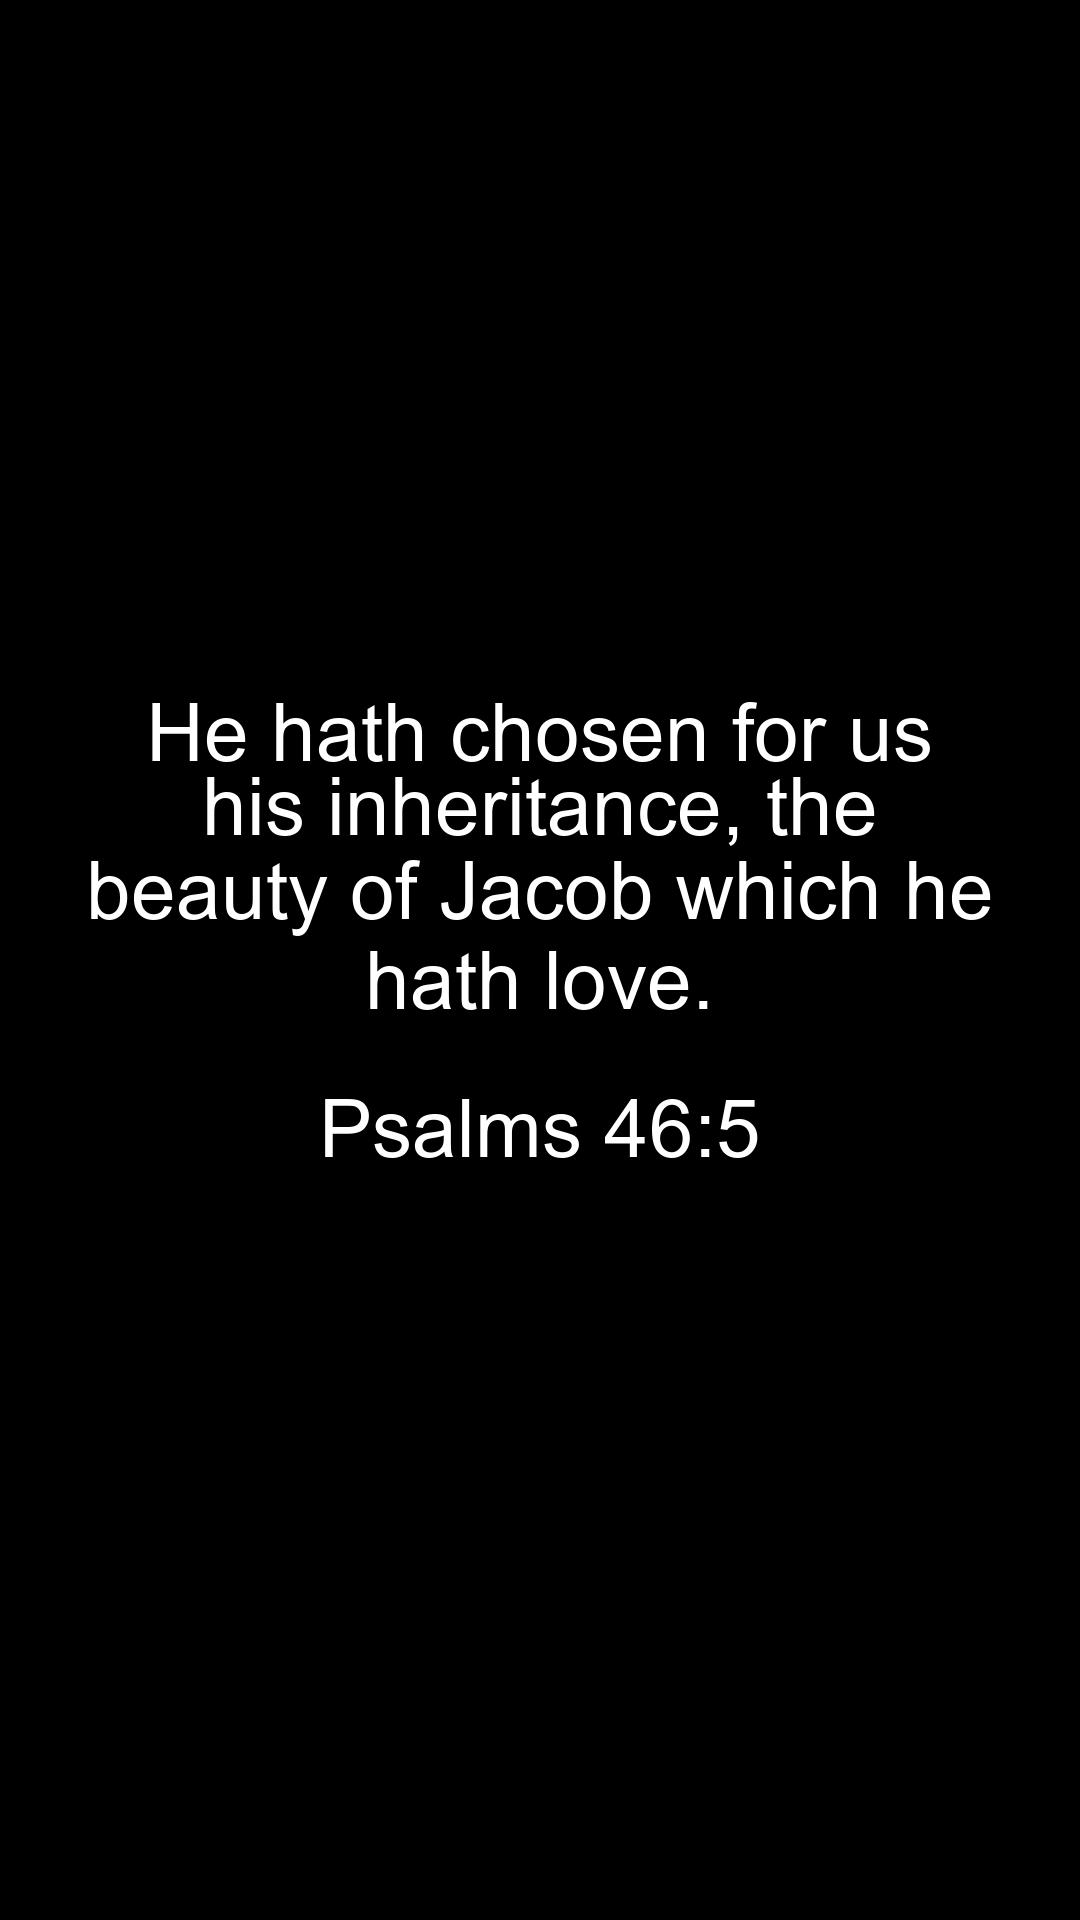 He hath chosen for us
his inheritance, the
beauty of Jacob which he
hath love.
Psalms 46:5